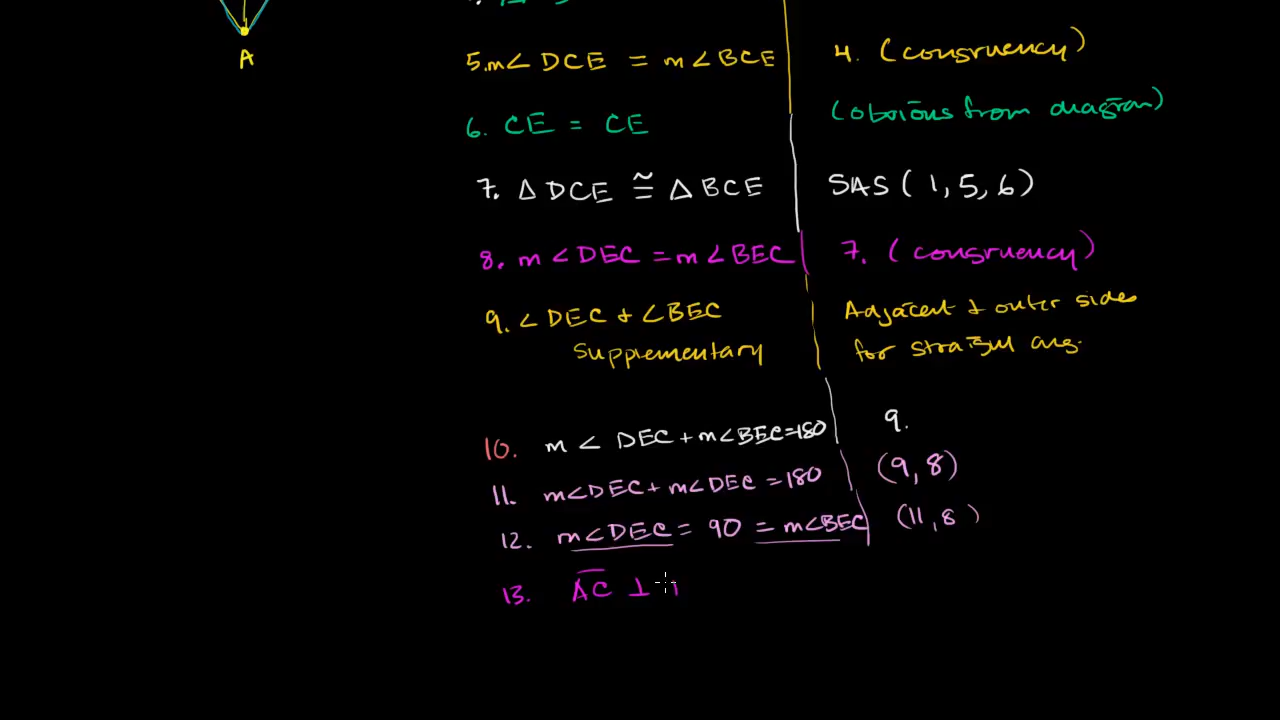 A
5. m∠ DCE = m∠BCE 4. (congruency)
6. CE = CE (obvious from diagram)
7. △ DCE ≅ △ BCE SAS (1, 5, 6)
8. m ∠DEC = m ∠BEC 7. (congruency)
9. ∠ DEC + ∠BEC Adjacent + outer sides
supplementary for straight ang.
10. m ∠ DEC + m∠BEC = 180 9.
11. m∠DEC + m∠DEC = 180 (9, 8)
12. m∠DEC = 90 = m∠BEC (11, 8)
13. AC ⊥